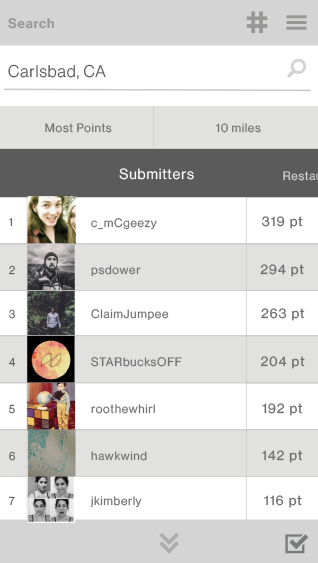 Search
Carlsbad, CA
Most Points 10 miles
Submitters Restau
1 c_mCgeezy 319 pt
2 psdower 294 pt
3 ClaimJumpee 263 pt
4 STARbucksOFF 204 pt
5 roothewhirl 192 pt
6 hawkwind 142 pt
7 jkimberly 116 pt